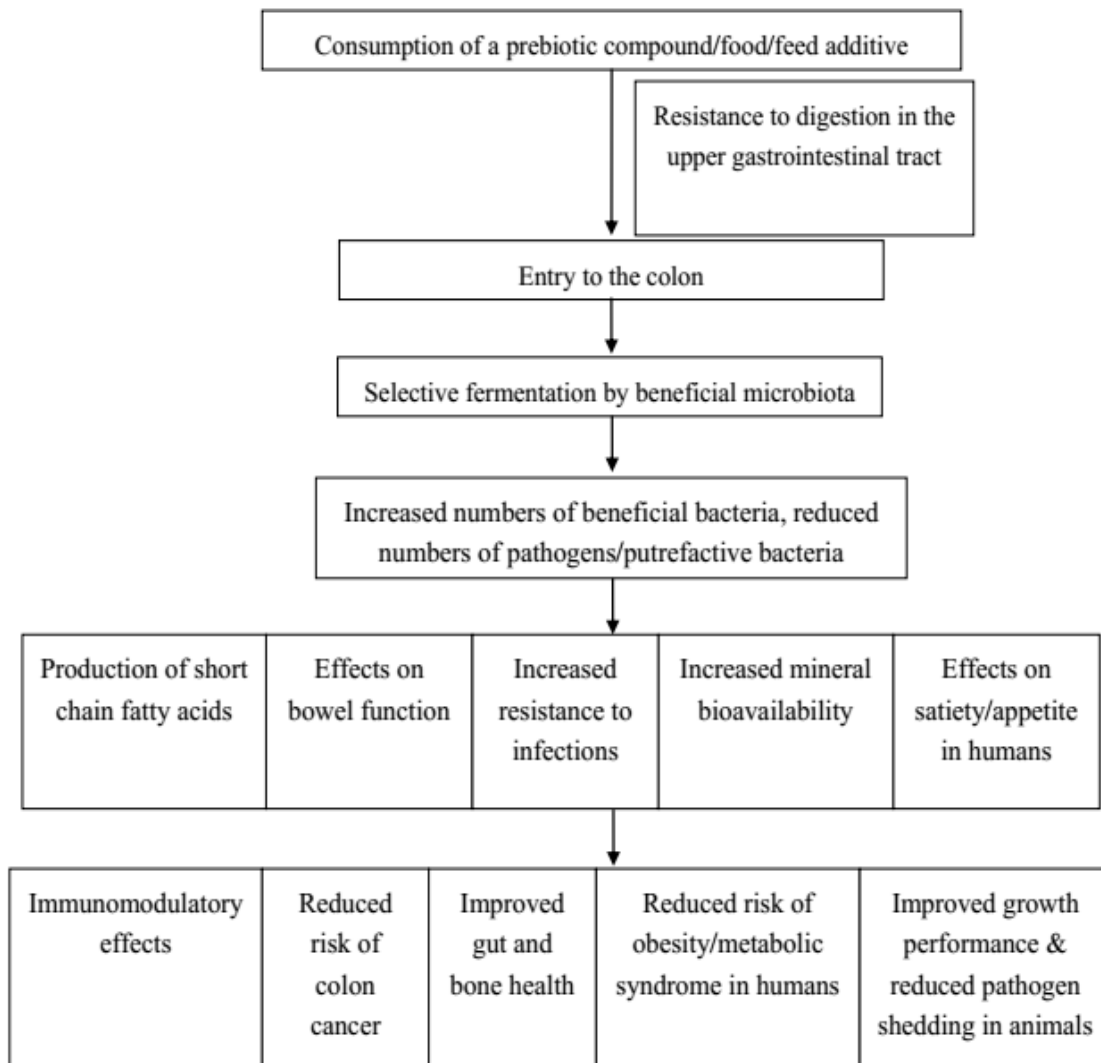 Consumption of a prebiotic compound/food/feed additive
Resistance to digestion in the
upper gastrointestinal tract
Entry to the colon
Selective fermentation by beneficial microbiota
Increased numbers of beneficial bacteria, reduced
numbers of pathogens/putrefactive bacteria
Production of short
chain fatty acids
Effects on
bowel function
Increased
resistance to
infections
Increased mineral
bioavailability
Effects on
satiety/appetite
in humans
Immunomodulatory
effects
Reduced
risk of
colon
cancer
Improved
gut and
bone health
Reduced risk of
obesity/metabolic
syndrome in humans
Improved growth
performance &
reduced pathogen
shedding in animals